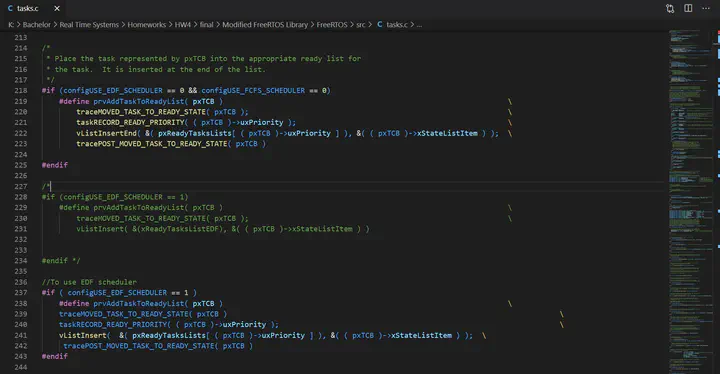 tasks.c ×
K: > Bachelor > Real Time Systems > Homeworks > HW4 > final > Modified FreeRTOS Library > FreeRTOS > src > C tasks.c > ...
213
214 /*
215 * Place the task represented by pxTCB into the appropriate ready list for
216 * the task. It is inserted at the end of the list.
217 */
218 #if (configUSE_EDF_SCHEDULER == 0 && configUSE_FCFS_SCHEDULER == 0)
219 #define prvAddTaskToReadyList( pxTCB ) \
220 traceMOVED_TASK_TO_READY_STATE( pxTCB ); \
221 taskRECORD_READY_PRIORITY( ( pxTCB )->uxPriority ); \
222 vListInsertEnd( &( pxReadyTasksLists[ ( pxTCB )->uxPriority ] ), &( ( pxTCB )->xStateListItem ) ); \
223 tracePOST_MOVED_TASK_TO_READY_STATE( pxTCB )
224
225 #endif
226
227 /*
228 #if (configUSE_EDF_SCHEDULER == 1)
229 #define prvAddTaskToReadyList( pxTCB ) \
230 traceMOVED_TASK_TO_READY_STATE( pxTCB ); \
231 vListInsert( &(xReadyTasksListEDF), &( ( pxTCB )->xStateListItem ) )
232
233
234 #endif */
235
236 //To use EDF scheduler
237 #if ( configUSE_EDF_SCHEDULER == 1 )
238 #define prvAddTaskToReadyList( pxTCB ) \
239 traceMOVED_TASK_TO_READY_STATE( pxTCB ) \
240 taskRECORD_READY_PRIORITY( ( pxTCB )->uxPriority ); \
241 vListInsert( &( pxReadyTasksLists[ ( pxTCB )->uxPriority ] ), &( ( pxTCB )->xStateListItem ) ); \
242 tracePOST_MOVED_TASK_TO_READY_STATE( pxTCB )
243 #endif
244